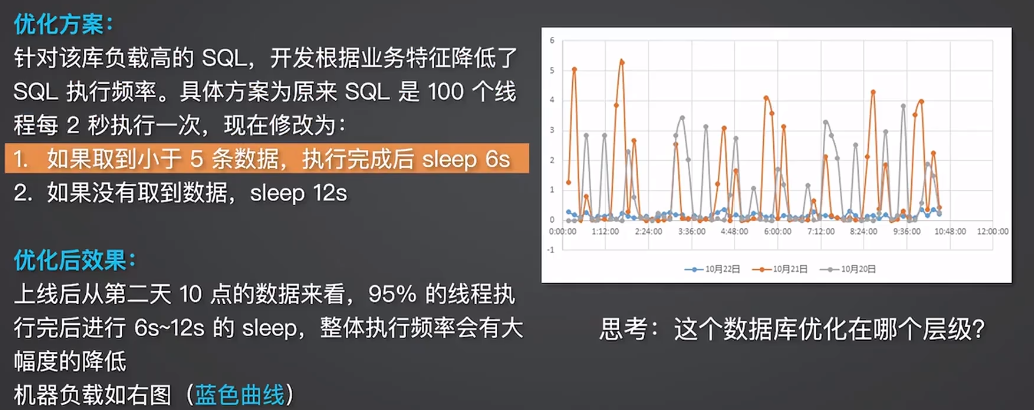 优化方案：
针对该库负载高的 SQL，开发根据业务特征降低了
SQL 执行频率。具体方案为原来 SQL 是 100 个线
程每 2 秒执行一次，现在修改为：
1. 如果取到小于 5 条数据，执行完成后 sleep 6s
2. 如果没有取到数据，sleep 12s
优化后效果：
上线后从第二天 10 点的数据来看，95% 的线程执
行完后进行 6s~12s 的 sleep，整体执行频率会有大
幅度的降低
机器负载如右图（蓝色曲线）
6
5
4
3
2
1
0
-1
0:00:00 1:12:00 2:24:00 3:36:00 4:48:00 6:00:00 7:12:00 8:24:00 9:36:00 10:48:00 12:00:00
10月22日 10月21日 10月20日
思考：这个数据库优化在哪个层级？